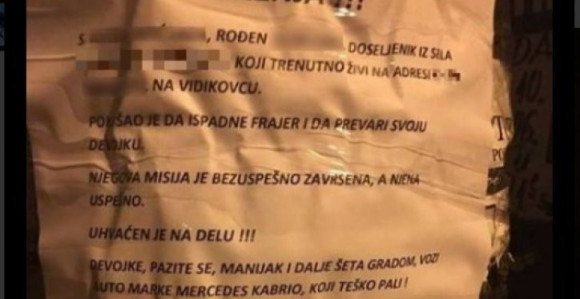 S , ROĐEN DOSELJENIK IZ SELA
KOJI TRENUTNO ŽIVI NA ADRESI
NA VIDIKOVCU.
POKUŠAO JE DA ISPADNE FRAJER I DA PREVARI SVOJU
DEVOJKU.
NJEGOVA MISIJA JE BEZUSPEŠNO ZAVRSENA, A NJENA
USPEŠNO.
UHVAĆEN JE NA DELU !!!
DEVOJKE, PAZITE SE, MANIJAK I DALJE ŠETA GRADOM, VOZI
AUTO MARKE MERCEDES KABRIO, KOJI TEŠKO PALI !